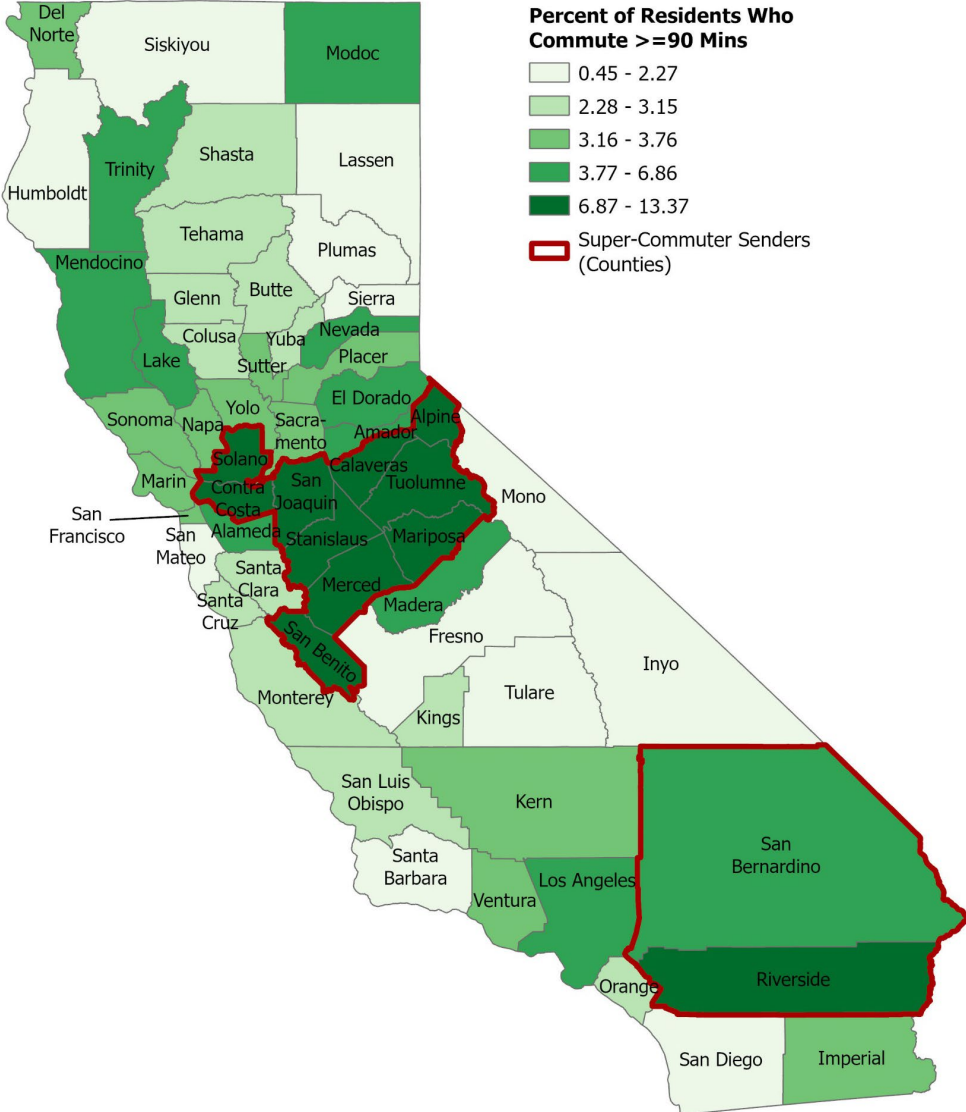 Percent of Residents Who
Commute >=90 Mins
0.45 - 2.27
2.28 - 3.15
3.16 - 3.76
3.77 - 6.86
6.87 - 13.37
Super-Commuter Senders
(Counties)
Del
Norte
Siskiyou
Modoc
Trinity
Shasta
Lassen
Humboldt
Tehama
Plumas
Mendocino
Glenn
Butte
Sierra
Colusa
Yuba
Nevada
Lake
Sutter
Placer
El Dorado
Sonoma
Napa
Yolo
Sacra-
mento
Alpine
Amador
Solano
Calaveras
Marin
Contra
Costa
San
Joaquin
Tuolumne
Mono
San
Francisco
San
Mateo
Alameda
Stanislaus
Mariposa
Santa
Clara
Merced
Santa
Cruz
Madera
San Benito
Fresno
Inyo
Monterey
Kings
Tulare
San Luis
Obispo
Kern
San
Bernardino
Santa
Barbara
Ventura
Los Angeles
Orange
Riverside
San Diego
Imperial